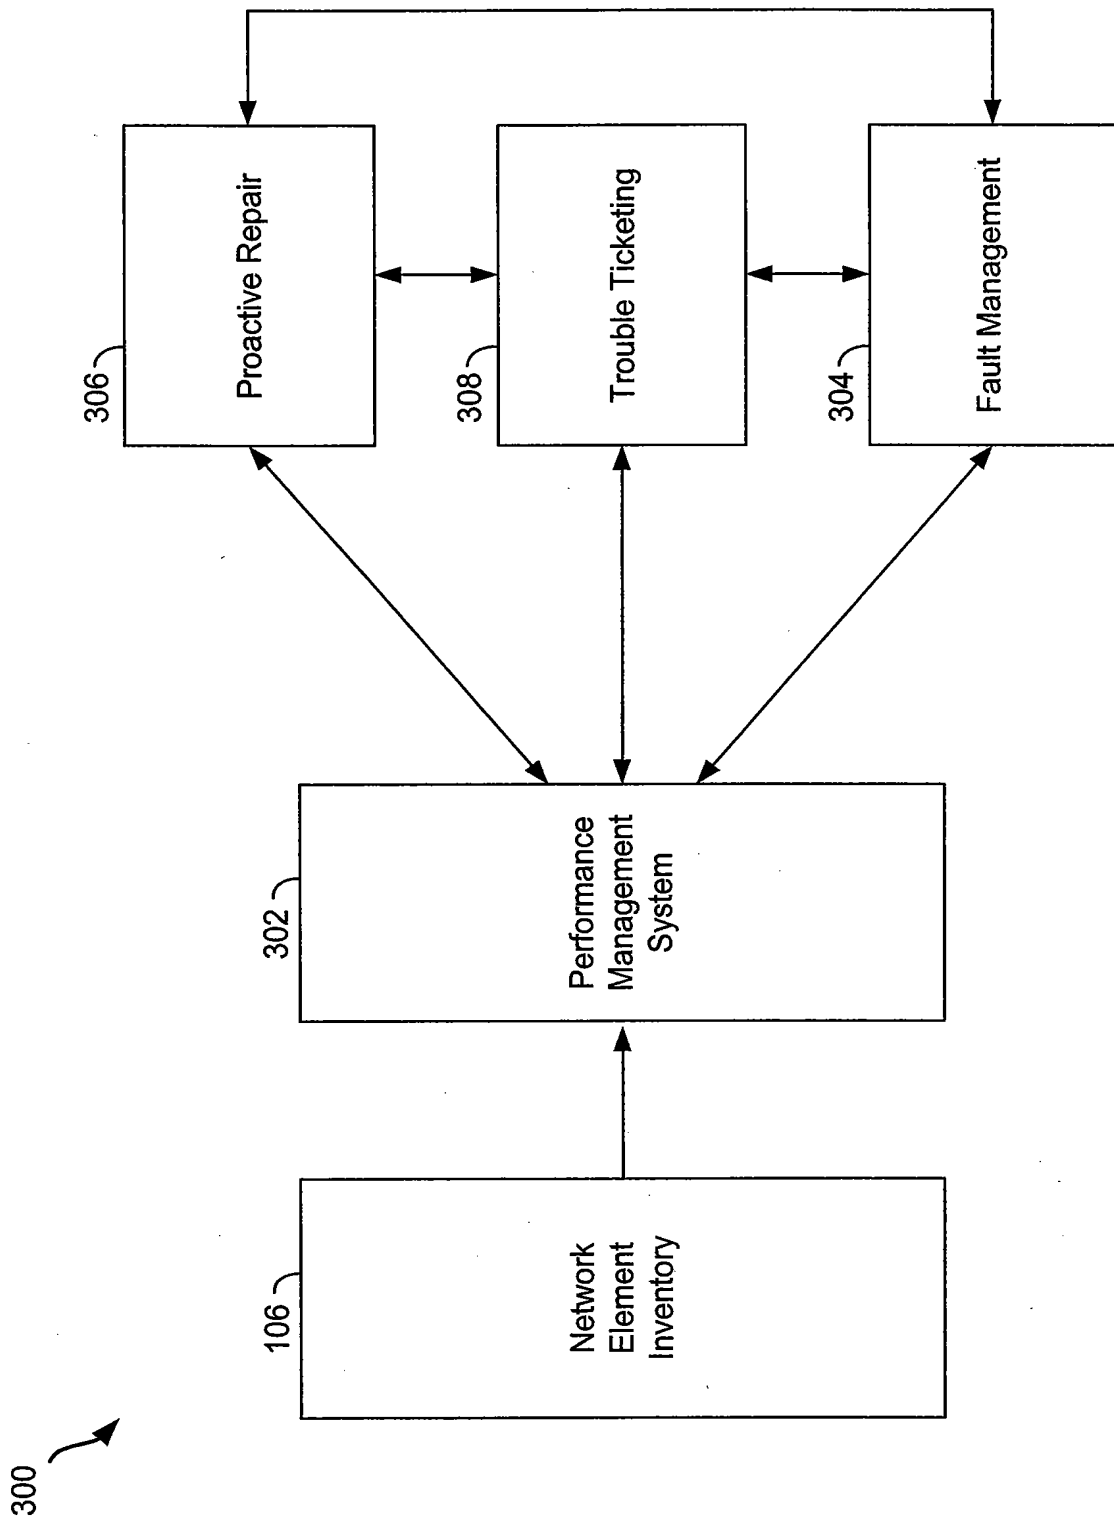 300
106
Network
Element
Inventory
302
Performance
Management
System
306
Proactive Repair
308
Trouble Ticketing
304
Fault Management